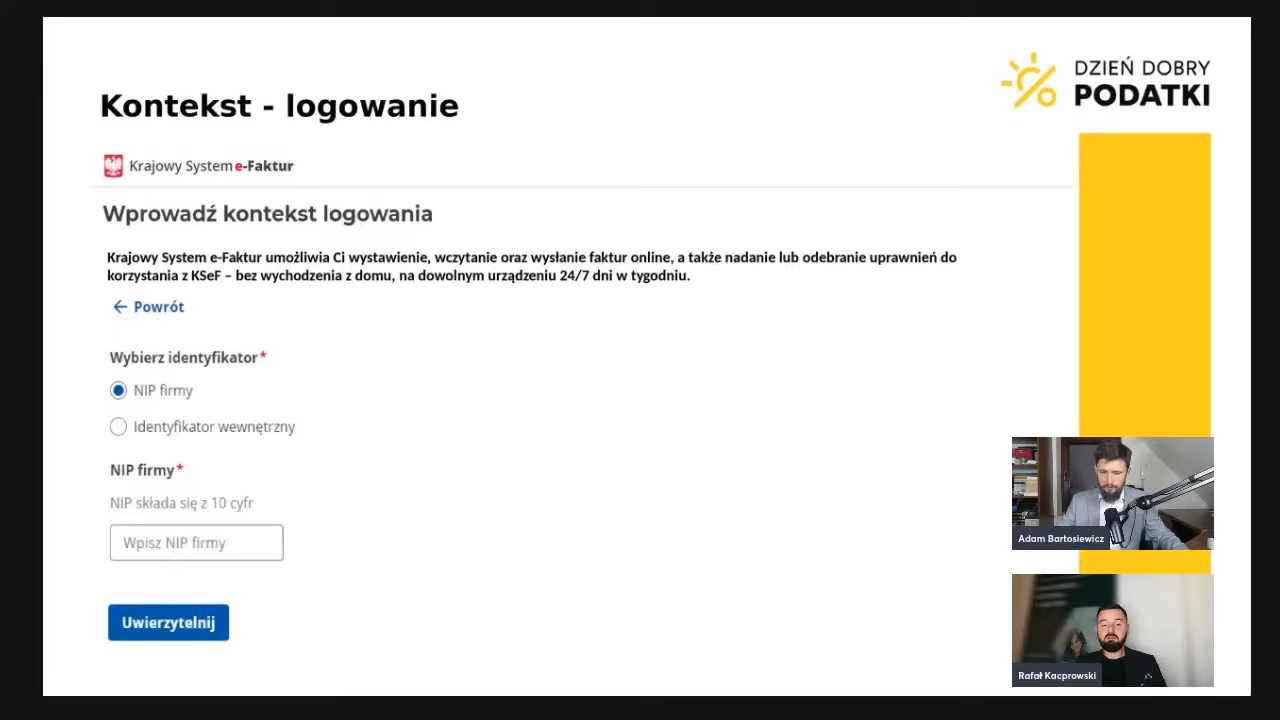 DZIEŃ DOBRY
PODATKI
Kontekst - logowanie
Krajowy System e-Faktur
Wprowadź kontekst logowania
Krajowy System e-Faktur umożliwia Ci wystawienie, wczytanie oraz wysłanie faktur online, a także nadanie lub odebranie uprawnień do
korzystania z KSeF – bez wychodzenia z domu, na dowolnym urządzeniu 24/7 dni w tygodniu.
← Powrót
Wybierz identyfikator*
NIP firmy
Identyfikator wewnętrzny
NIP firmy*
NIP składa się z 10 cyfr
Wpisz NIP firmy
Uwierzytelnij
Adam Bartosiewicz
Rafał Kacprowski